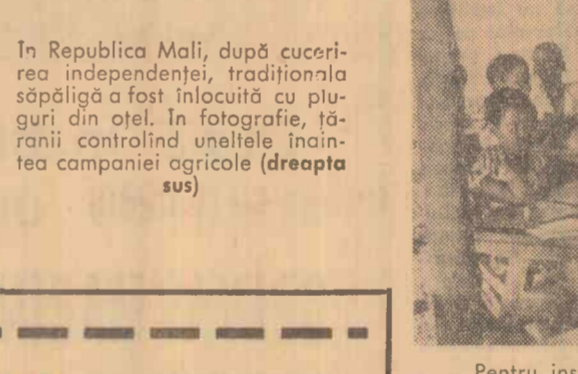 În Republica Mali, după cuceri-
rea independenței, tradiționala
săpăligă a fost înlocuită cu plu-
guri din oțel. În fotografie, ță-
ranii controlînd uneltele înain-
tea campaniei agricole (dreapta
sus)
Pentru ins